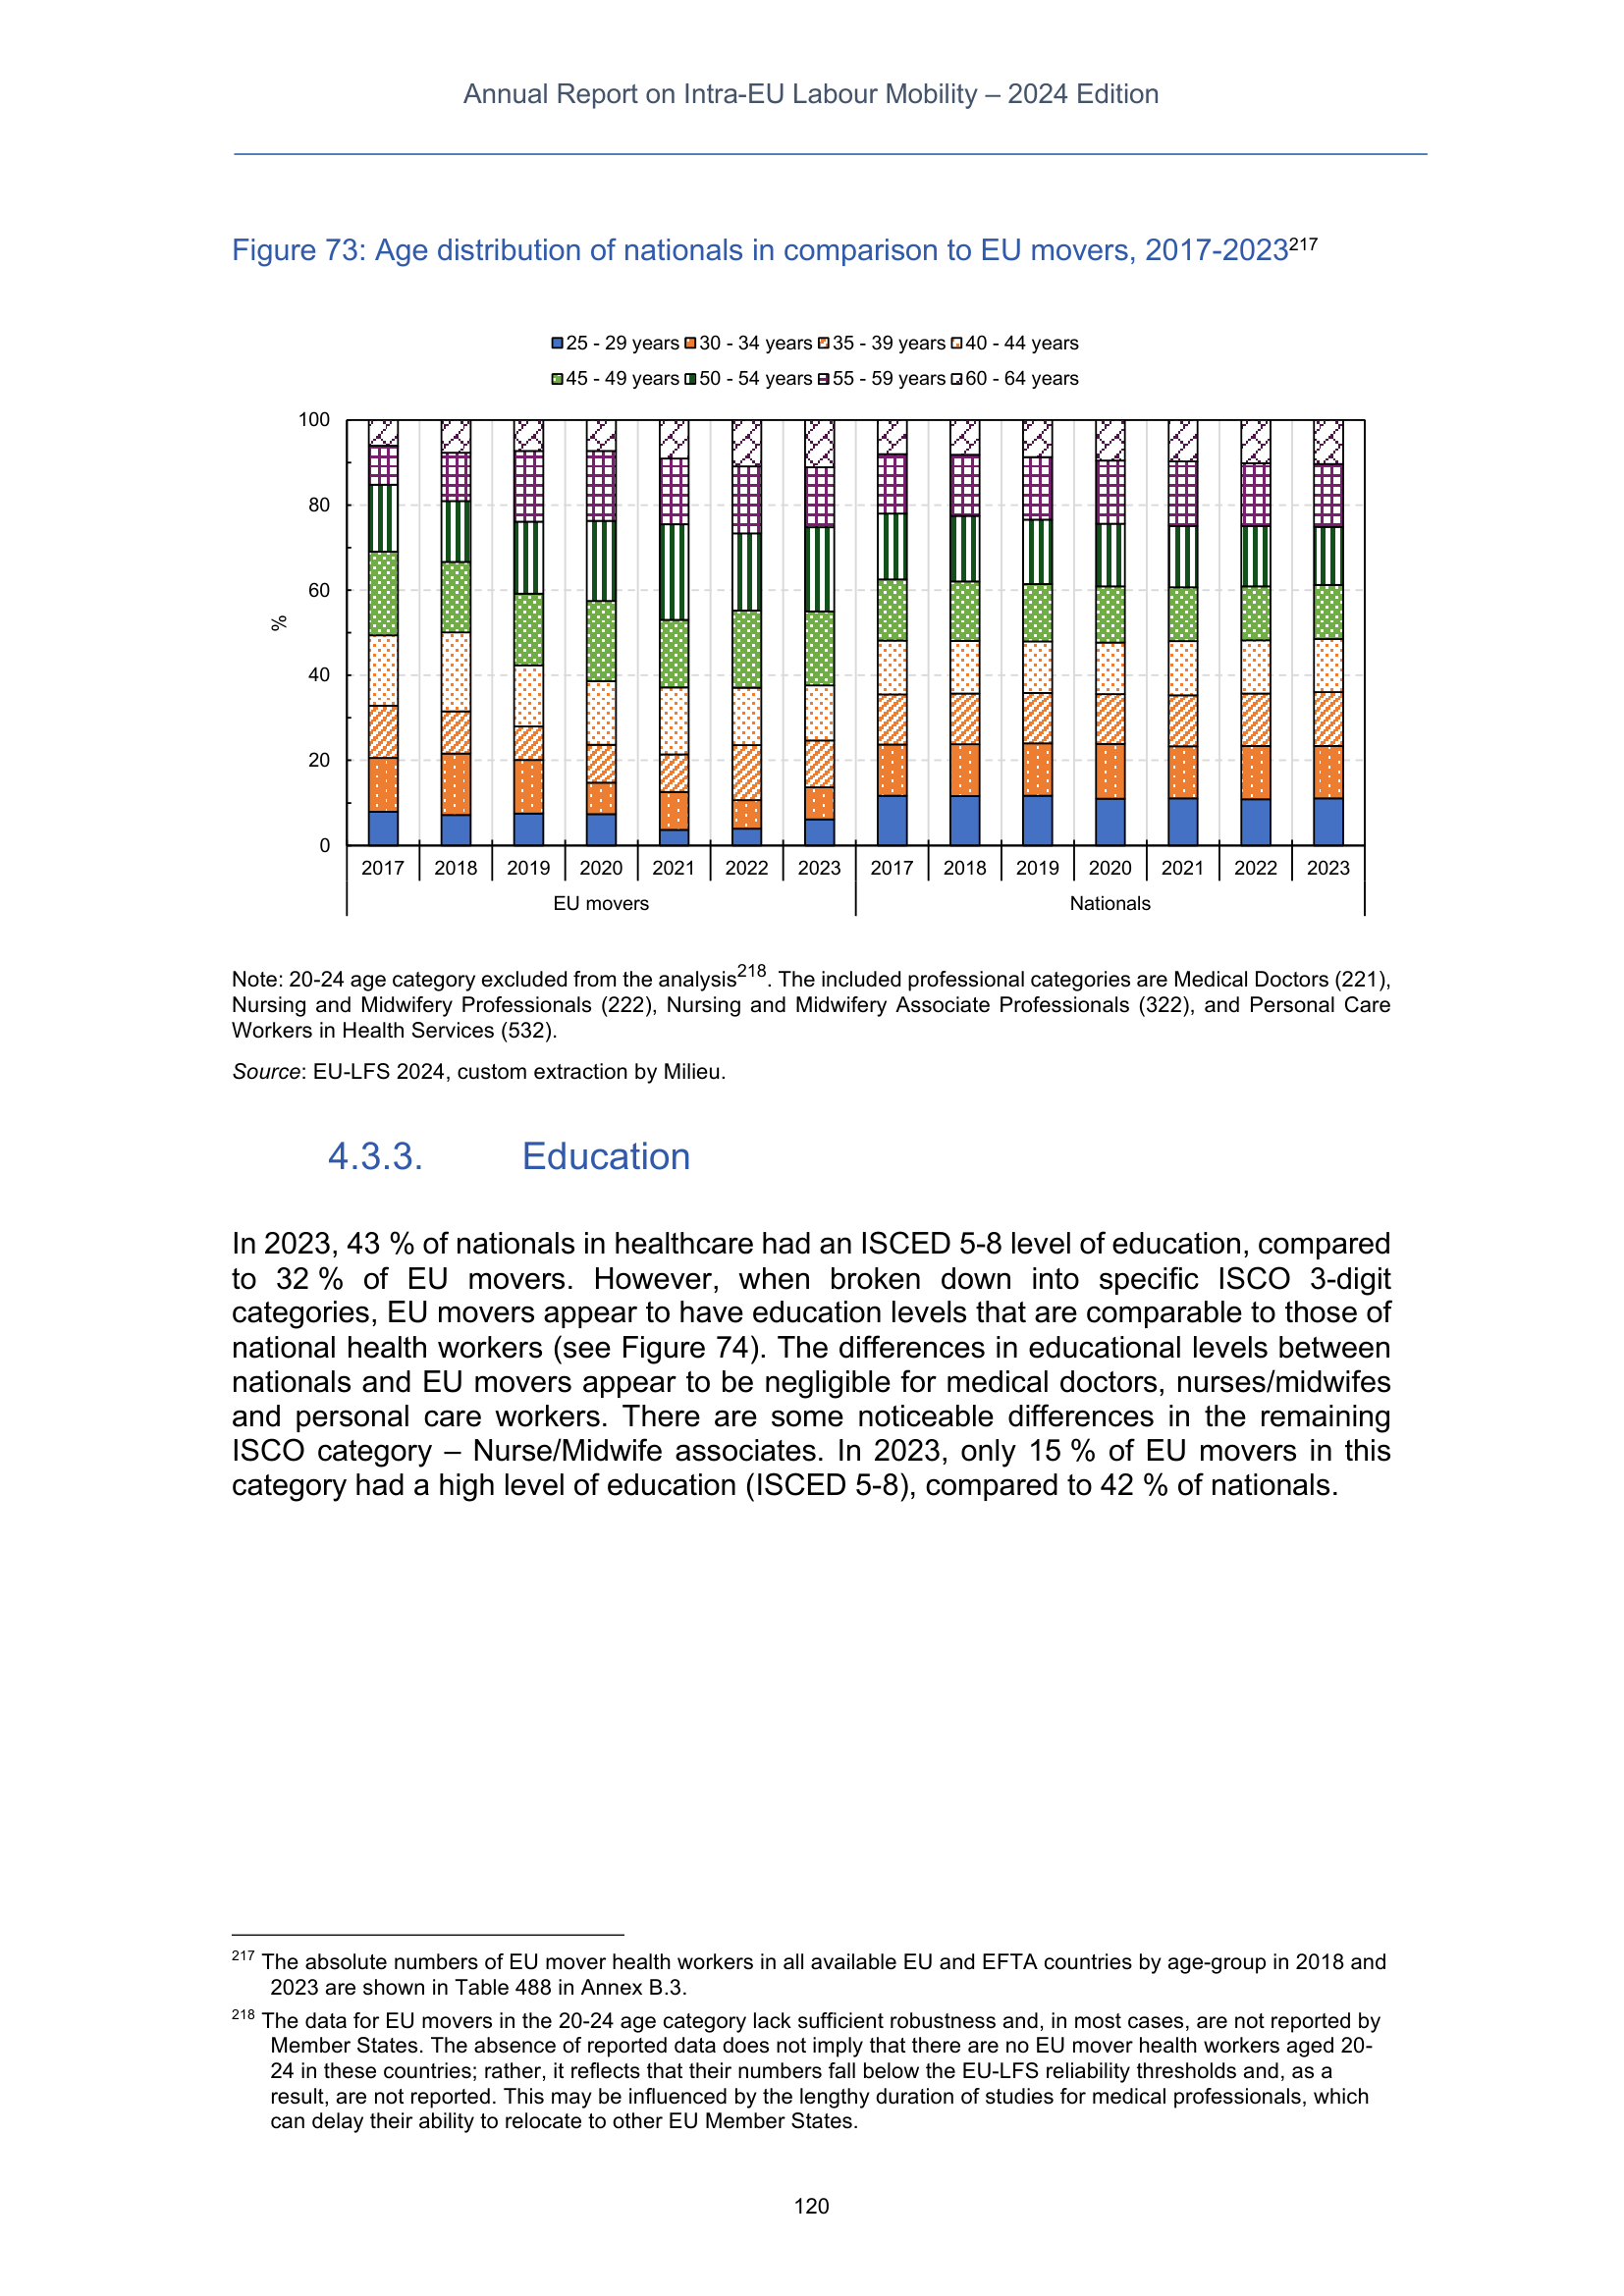 Annual Report on Intra-EU Labour Mobility – 2024 Edition
Figure 73: Age distribution of nationals in comparison to EU movers, 2017-2023217
25 - 29 years 30 - 34 years 35 - 39 years 40 - 44 years
45 - 49 years 50 - 54 years 55 - 59 years 60 - 64 years
100
80
60
40
20
0
%
2017 2018 2019 2020 2021 2022 2023 2017 2018 2019 2020 2021 2022 2023
EU movers Nationals
Note: 20-24 age category excluded from the analysis218. The included professional categories are Medical Doctors (221),
Nursing and Midwifery Professionals (222), Nursing and Midwifery Associate Professionals (322), and Personal Care
Workers in Health Services (532).
Source: EU-LFS 2024, custom extraction by Milieu.
4.3.3. Education
In 2023, 43 % of nationals in healthcare had an ISCED 5-8 level of education, compared
to 32 % of EU movers. However, when broken down into specific ISCO 3-digit
categories, EU movers appear to have education levels that are comparable to those of
national health workers (see Figure 74). The differences in educational levels between
nationals and EU movers appear to be negligible for medical doctors, nurses/midwifes
and personal care workers. There are some noticeable differences in the remaining
ISCO category – Nurse/Midwife associates. In 2023, only 15 % of EU movers in this
category had a high level of education (ISCED 5-8), compared to 42 % of nationals.
217 The absolute numbers of EU mover health workers in all available EU and EFTA countries by age-group in 2018 and
2023 are shown in Table 488 in Annex B.3.
218 The data for EU movers in the 20-24 age category lack sufficient robustness and, in most cases, are not reported by
Member States. The absence of reported data does not imply that there are no EU mover health workers aged 20-
24 in these countries; rather, it reflects that their numbers fall below the EU-LFS reliability thresholds and, as a
result, are not reported. This may be influenced by the lengthy duration of studies for medical professionals, which
can delay their ability to relocate to other EU Member States.
120